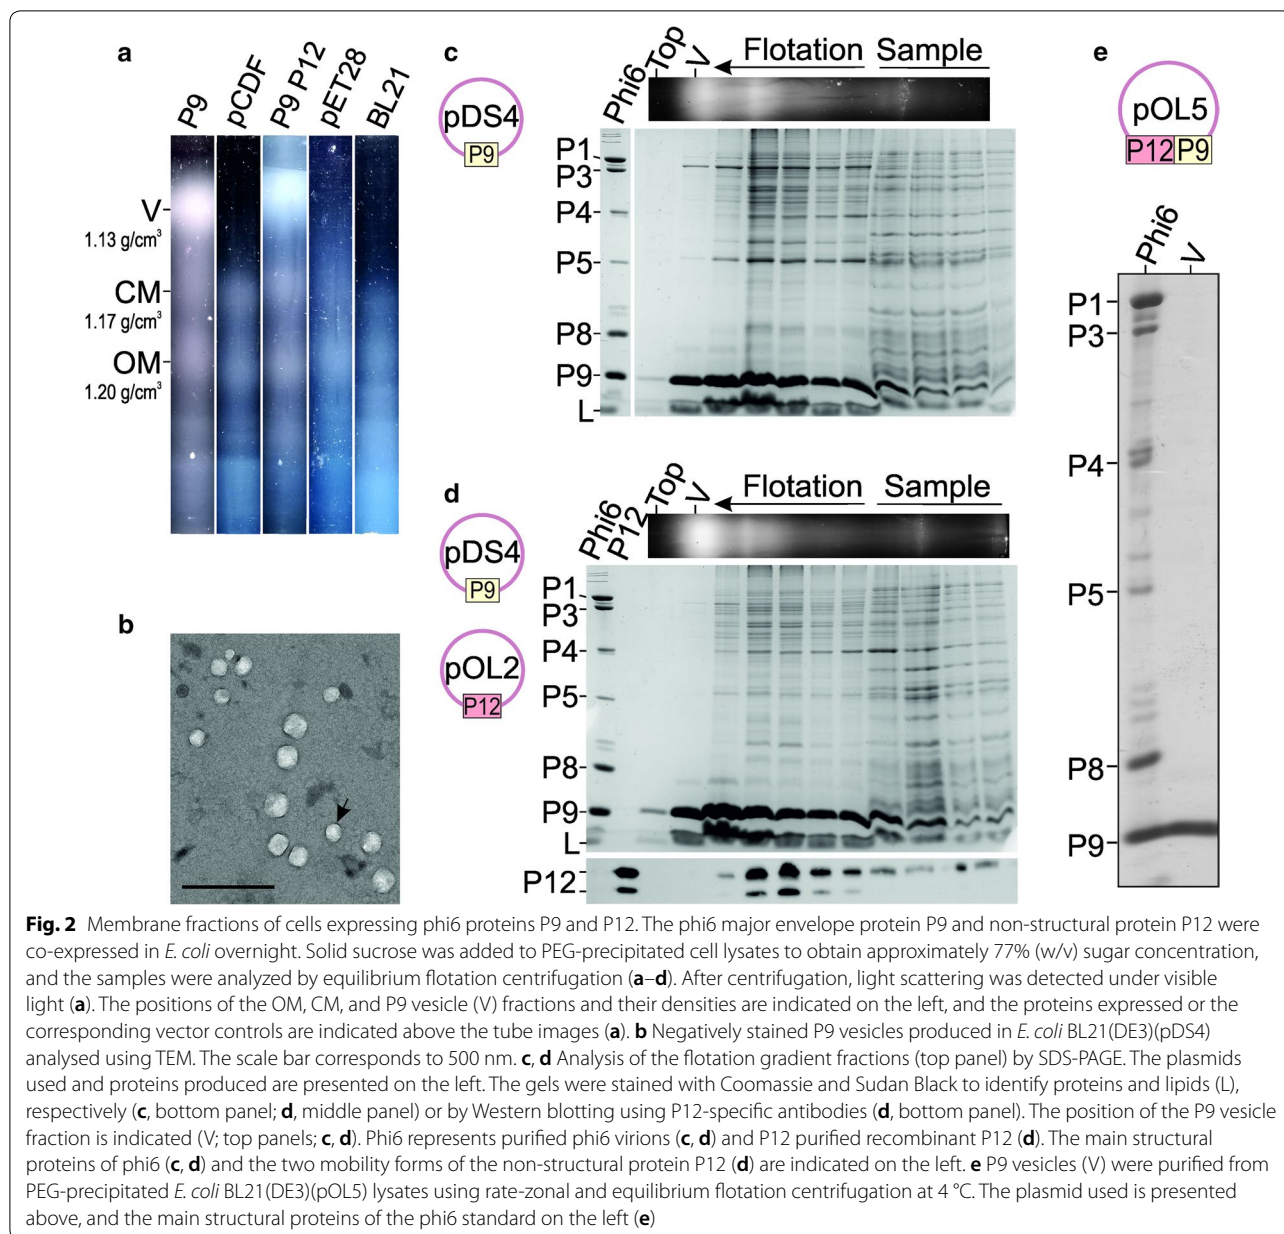 a
P9
pCDF
P9 P12
pET28
BL21
V
1.13 g/cm³
CM
1.17 g/cm³
OM
1.20 g/cm³
b
c
pDS4
P9
Phi6
Top
V
Flotation
Sample
P1
P3
P4
P5
P8
P9
L
d
pDS4
P9
pOL2
P12
Phi6
P12
Top
V
Flotation
Sample
P1
P3
P4
P5
P8
P9
L
P12
e
pOL5
P12 P9
Phi6
V
P1
P3
P4
P5
P8
P9
Fig. 2 Membrane fractions of cells expressing phi6 proteins P9 and P12. The phi6 major envelope protein P9 and non-structural protein P12 were
co-expressed in E. coli overnight. Solid sucrose was added to PEG-precipitated cell lysates to obtain approximately 77% (w/v) sugar concentration,
and the samples were analyzed by equilibrium flotation centrifugation (a–d). After centrifugation, light scattering was detected under visible
light (a). The positions of the OM, CM, and P9 vesicle (V) fractions and their densities are indicated on the left, and the proteins expressed or the
corresponding vector controls are indicated above the tube images (a). b Negatively stained P9 vesicles produced in E. coli BL21(DE3)(pDS4)
analysed using TEM. The scale bar corresponds to 500 nm. c, d Analysis of the flotation gradient fractions (top panel) by SDS-PAGE. The plasmids
used and proteins produced are presented on the left. The gels were stained with Coomassie and Sudan Black to identify proteins and lipids (L),
respectively (c, bottom panel; d, middle panel) or by Western blotting using P12-specific antibodies (d, bottom panel). The position of the P9 vesicle
fraction is indicated (V; top panels; c, d). Phi6 represents purified phi6 virions (c, d) and P12 purified recombinant P12 (d). The main structural
proteins of phi6 (c, d) and the two mobility forms of the non-structural protein P12 (d) are indicated on the left. e P9 vesicles (V) were purified from
PEG-precipitated E. coli BL21(DE3)(pOL5) lysates using rate-zonal and equilibrium flotation centrifugation at 4 °C. The plasmid used is presented
above, and the main structural proteins of the phi6 standard on the left (e)